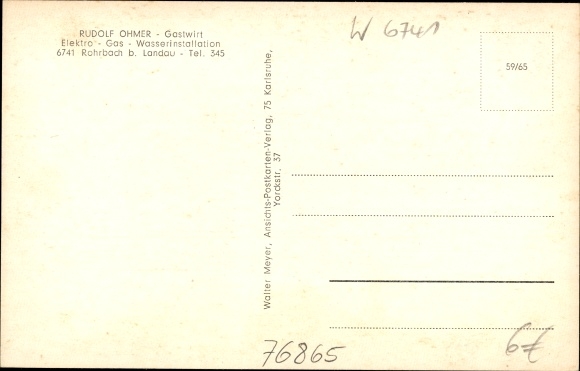 RUDOLF OHMER - Gastwirt
Elektro - Gas - Wasserinstallation
6741 Rohrbach b. Landau - Tel. 345
W 6741
59/65
Walter Meyer, Ansichts-Postkarten-Verlag, 75 Karlsruhe,
Yorckstr. 37
76865
6€